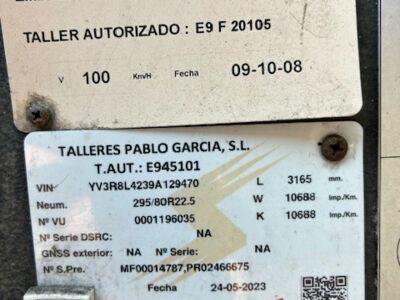 TALLER AUTORIZADO : E9 F 20105
V 100 Km/H Fecha 09-10-08
TALLERES PABLO GARCIA, S.L.
T.AUT.: E945101
VIN YV3R8L4239A129470 L 3165 mm.
Neum. 295/80R22.5 W 10688 Imp./Km.
Nº VU 0001196035 K 10688 Imp./Km.
Nº Serie DSRC: NA
GNSS exterior: NA Nº Serie: NA
Nº S.Pre. MF00014787,PR02466675
Fecha 24-05-2023